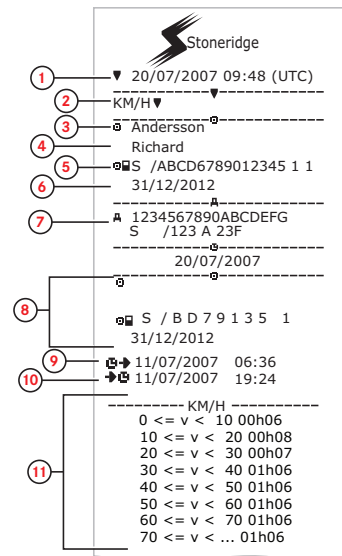 Stoneridge
1 20/07/2007 09:48 (UTC)
2 KM/H
3 Andersson
4 Richard
5 S /ABCD6789012345 1 1
6 31/12/2012
7 1234567890ABCDEFG
S /123 A 23F
20/07/2007
8
S / B D 7 9 1 3 5 1
31/12/2012
9 11/07/2007 06:36
10 11/07/2007 19:24
KM/H
0 <= v < 10 00h06
10 <= v < 20 00h08
20 <= v < 30 00h07
30 <= v < 40 01h06
11 40 <= v < 50 01h06
50 <= v < 60 01h06
60 <= v < 70 01h06
70 <= v < ... 01h06